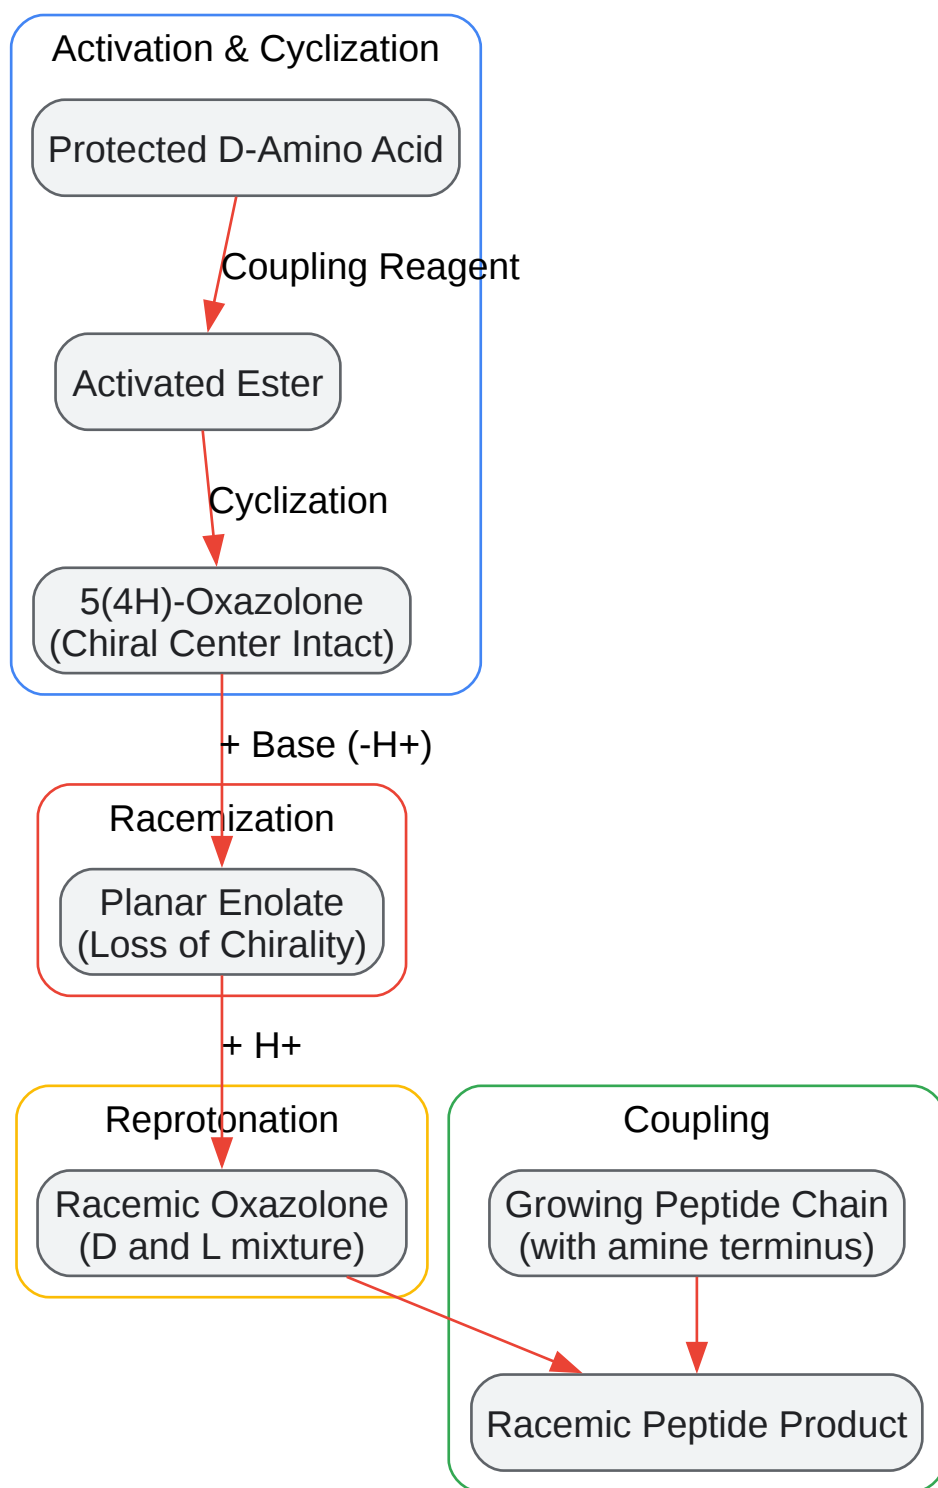 Activation & Cyclization
Protected D-Amino Acid
Coupling Reagent
Activated Ester
Cyclization
5(4H)-Oxazolone
(Chiral Center Intact)
+ Base (-H+)
Racemization
Planar Enolate
(Loss of Chirality)
+ H+
Reprotonation
Racemic Oxazolone
(D and L mixture)
Coupling
Growing Peptide Chain
(with amine terminus)
Racemic Peptide Product